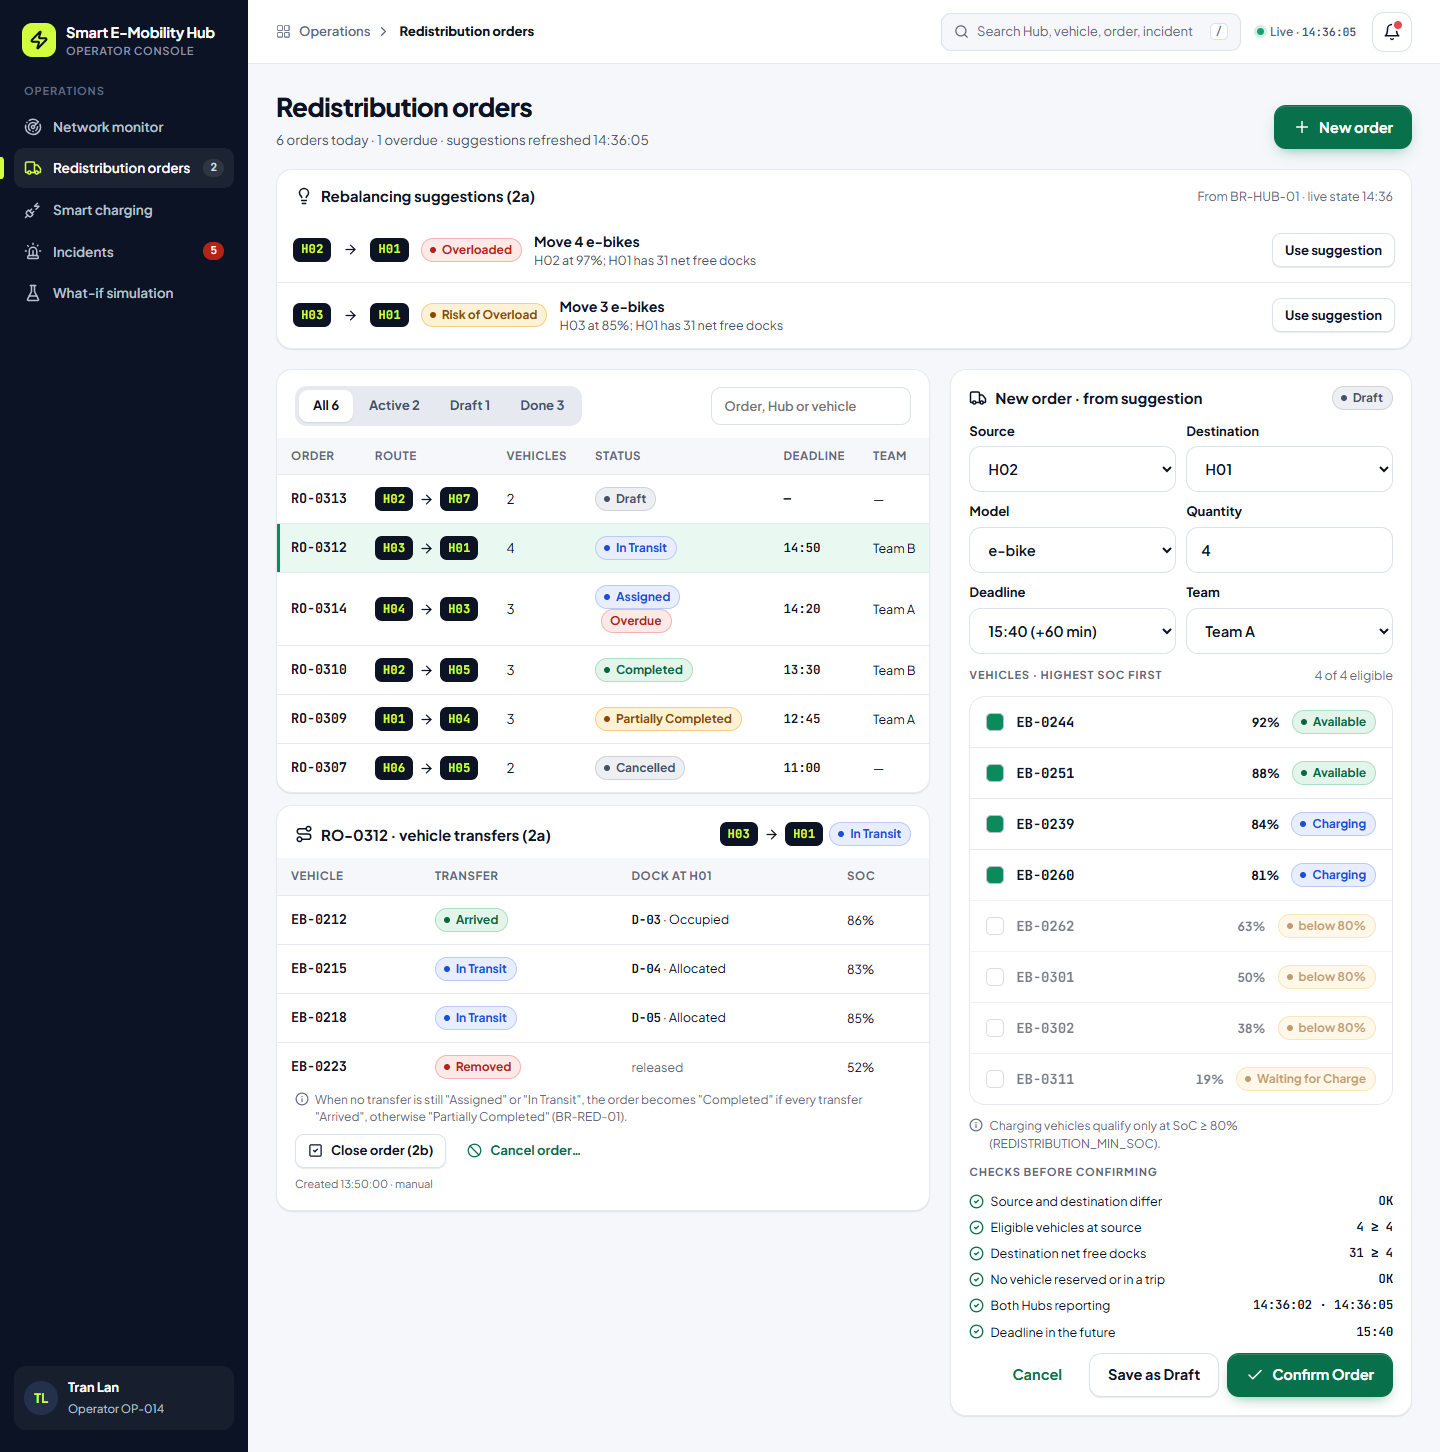 Smart E-Mobility Hub
OPERATOR CONSOLE
OPERATIONS
Network monitor
Redistribution orders 2
Smart charging
Incidents 5
What-if simulation
TL
Tran Lan
Operator OP-014
Operations > Redistribution orders
Search Hub, vehicle, order, incident /
Live · 14:36:05
Redistribution orders
6 orders today · 1 overdue · suggestions refreshed 14:36:05
+ New order
Rebalancing suggestions (2a)
From BR-HUB-01 · live state 14:36
H02 → H01 Overloaded
Move 4 e-bikes
H02 at 97%; H01 has 31 net free docks
Use suggestion
H03 → H01 Risk of Overload
Move 3 e-bikes
H03 at 85%; H01 has 31 net free docks
Use suggestion
All 6 Active 2 Draft 1 Done 3
Order, Hub or vehicle
ORDER ROUTE VEHICLES STATUS DEADLINE TEAM
RO-0313 H02 → H07 2 Draft — —
RO-0312 H03 → H01 4 In Transit 14:50 Team B
RO-0314 H04 → H03 3 Assigned Overdue 14:20 Team A
RO-0310 H02 → H05 3 Completed 13:30 Team B
RO-0309 H01 → H04 3 Partially Completed 12:45 Team A
RO-0307 H06 → H05 2 Cancelled 11:00 —
RO-0312 · vehicle transfers (2a)
H03 → H01 In Transit
VEHICLE TRANSFER DOCK AT H01 SOC
EB-0212 Arrived D-03 · Occupied 86%
EB-0215 In Transit D-04 · Allocated 83%
EB-0218 In Transit D-05 · Allocated 85%
EB-0223 Removed released 52%
When no transfer is still "Assigned" or "In Transit", the order becomes "Completed" if every transfer
"Arrived", otherwise "Partially Completed" (BR-RED-01).
Close order (2b)
Cancel order…
Created 13:50:00 · manual
New order · from suggestion
Draft
Source Destination
H02 H01
Model Quantity
e-bike 4
Deadline Team
15:40 (+60 min) Team A
VEHICLES · HIGHEST SOC FIRST 4 of 4 eligible
EB-0244 92% Available
EB-0251 88% Available
EB-0239 84% Charging
EB-0260 81% Charging
EB-0262 63% below 80%
EB-0301 50% below 80%
EB-0302 38% below 80%
EB-0311 19% Waiting for Charge
Charging vehicles qualify only at SoC ≥ 80%
(REDISTRIBUTION_MIN_SOC).
CHECKS BEFORE CONFIRMING
Source and destination differ OK
Eligible vehicles at source 4 ≥ 4
Destination net free docks 31 ≥ 4
No vehicle reserved or in a trip OK
Both Hubs reporting 14:36:02 · 14:36:05
Deadline in the future 15:40
Cancel Save as Draft Confirm Order